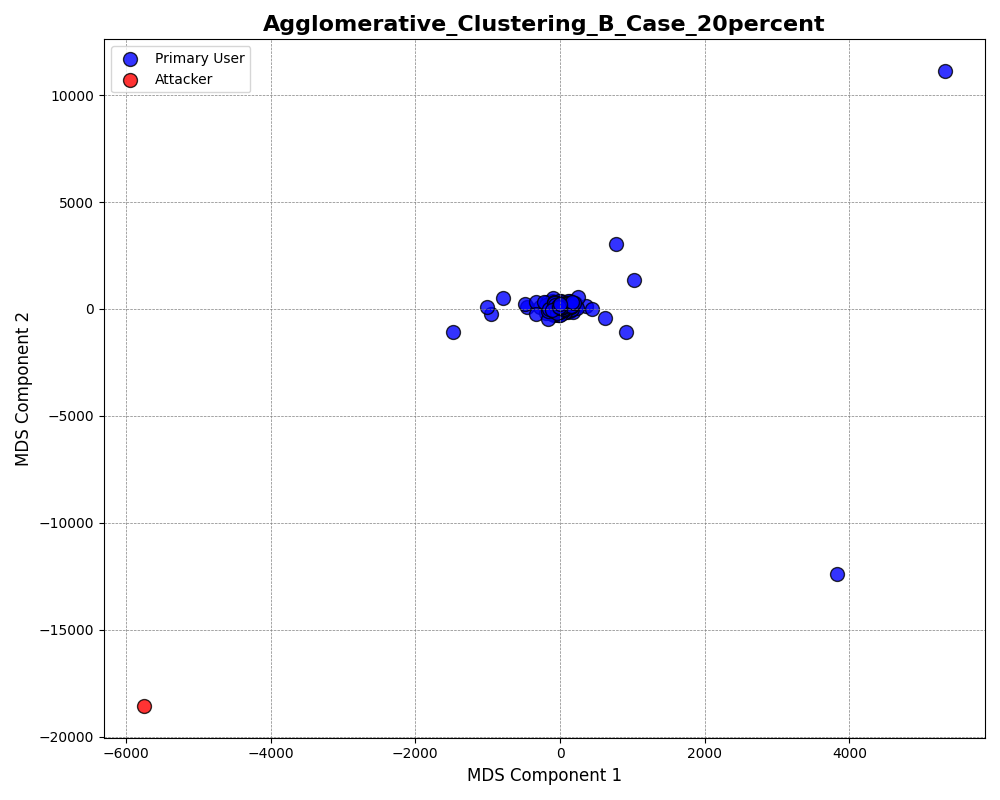 Agglomerative_Clustering_B_Case_20percent
Primary User
Attacker
10000
5000
0
−5000
−10000
−15000
−20000
MDS Component 2
−6000
−4000
−2000
0
2000
4000
MDS Component 1